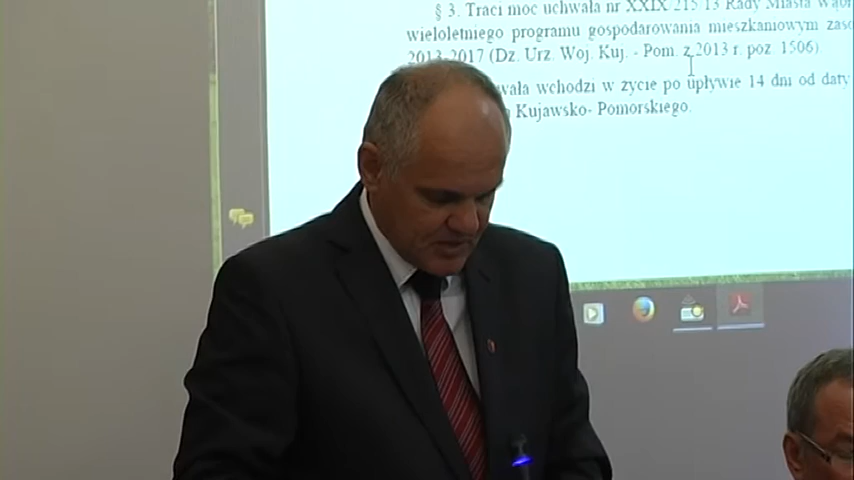 § 3. Traci moc uchwała nr XXIX 215 13 Rady Miasta
wieloletniego programu gospodarowania mieszkaniowym
2013-2017 (Dz. Urz. Woj. Kuj. - Pom. z 2013 r. poz. 1506).
wała wchodzi w życie po upływie 14 dni od daty
Kujawsko- Pomorskiego.